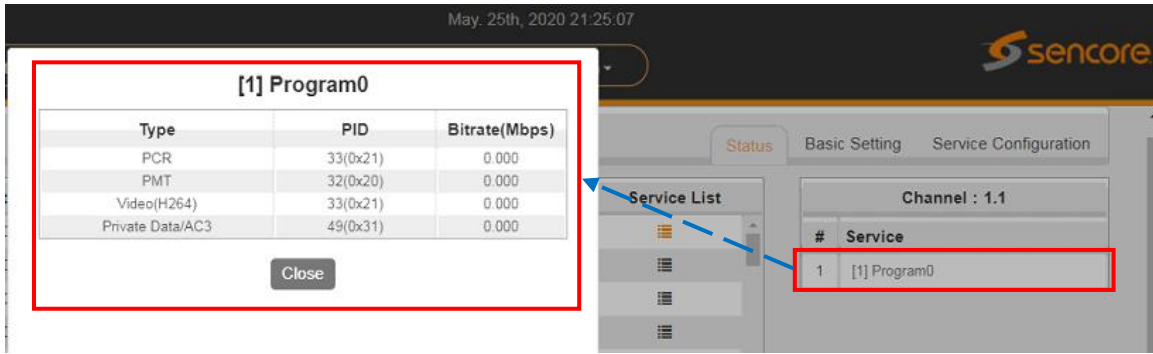 May. 25th, 2020 21:25:07
sencore
[1] Program0
Type PID Bitrate(Mbps)
PCR 33(0x21) 0.000
PMT 32(0x20) 0.000
Video(H264) 33(0x21) 0.000
Private Data/AC3 49(0x31) 0.000
Close
Status Basic Setting Service Configuration
Service List
Channel : 1.1
# Service
1 [1] Program0